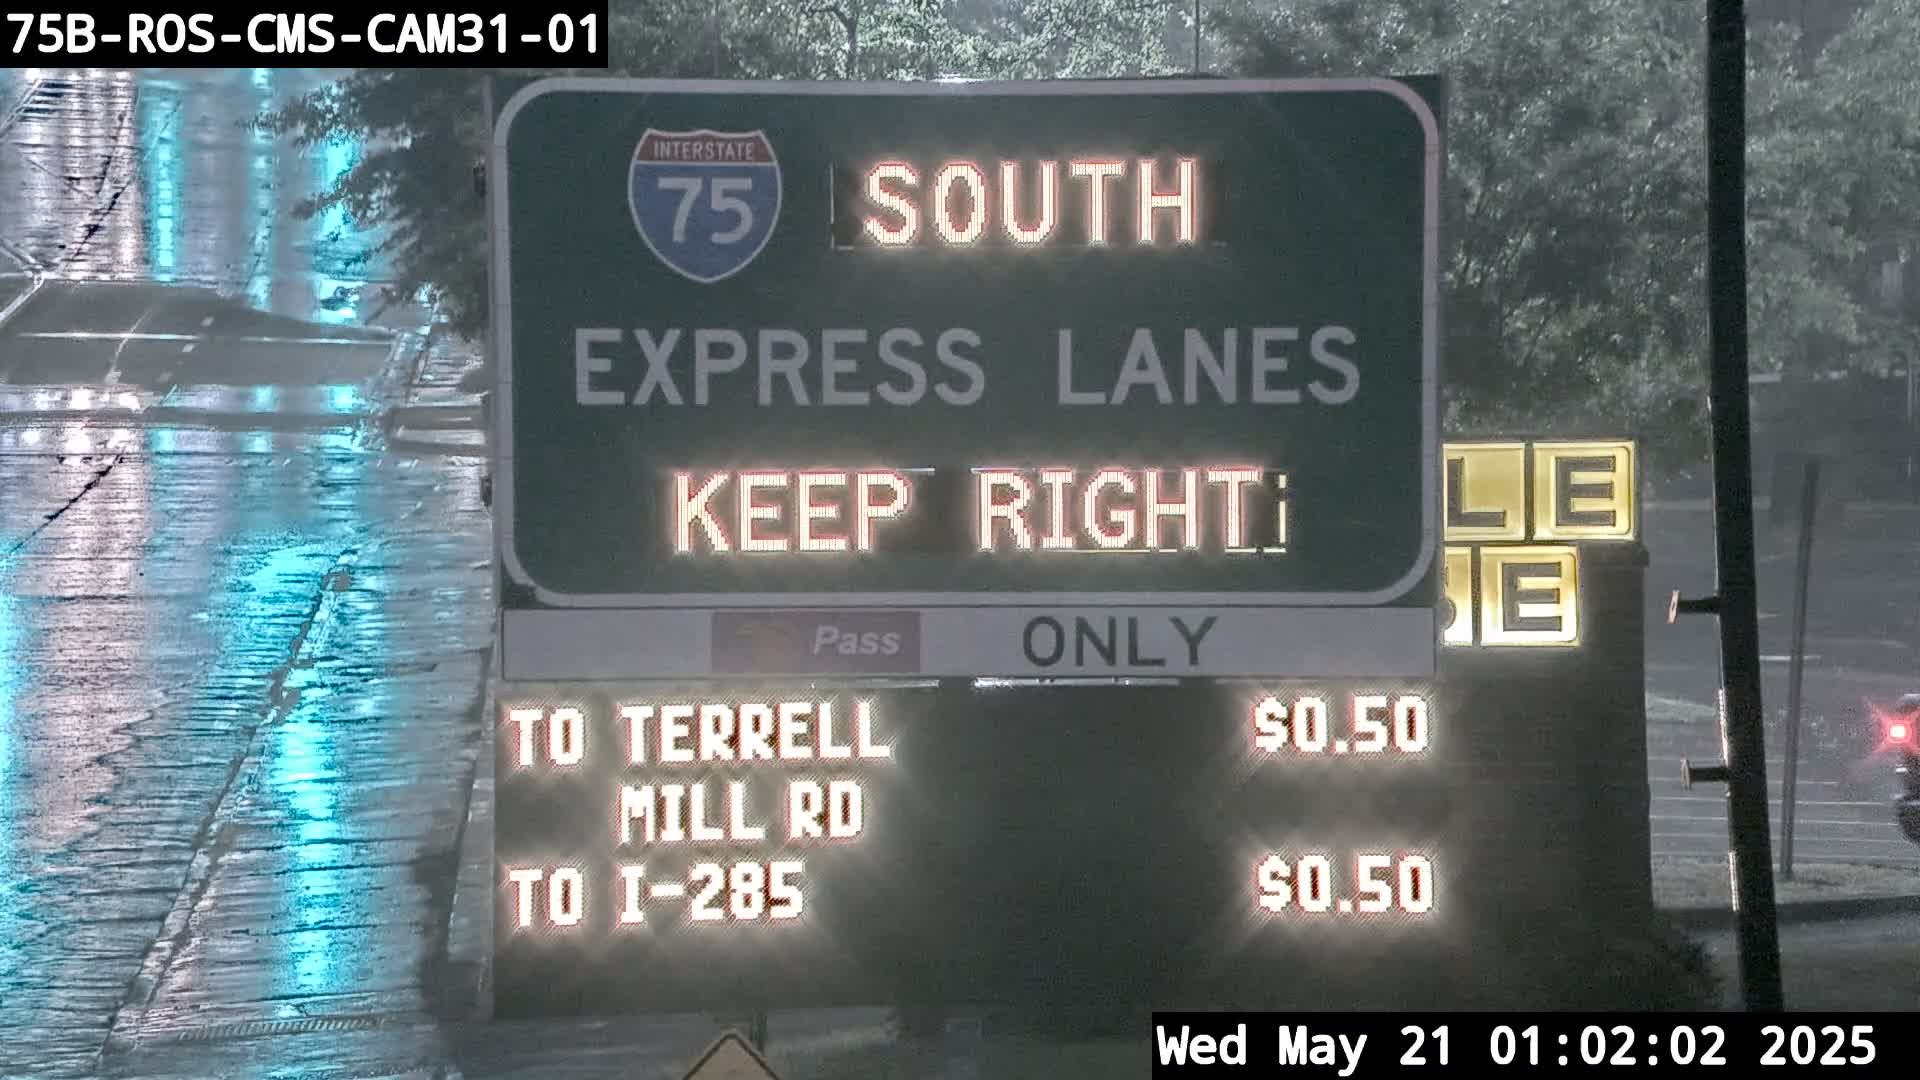 75B-ROS-CMS-CAM31-01
INTERSTATE
75
SOUTH
EXPRESS LANES
KEEP RIGHT
Pass ONLY
TO TERRELL $0.50
MILL RD
TO I-285 $0.50
LE
E
Wed May 21 01:02:02 2025